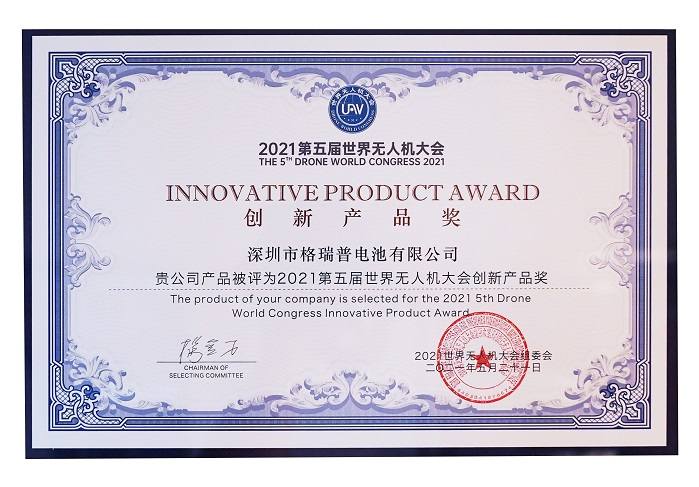 世界无人机大会
UAV
DRONE WORLD CONGRESS
2021第五届世界无人机大会
THE 5TH DRONE WORLD CONGRESS 2021
INNOVATIVE PRODUCT AWARD
创新产品奖
深圳市格瑞普电池有限公司
贵公司产品被评为2021第五届世界无人机大会创新产品奖
The product of your company is selected for the 2021 5th Drone
World Congress Innovative Product Award
CHAIRMAN OF
SELECTING COMMITTEE
2021世界无人机大会组委会
二〇二一年五月二十一日